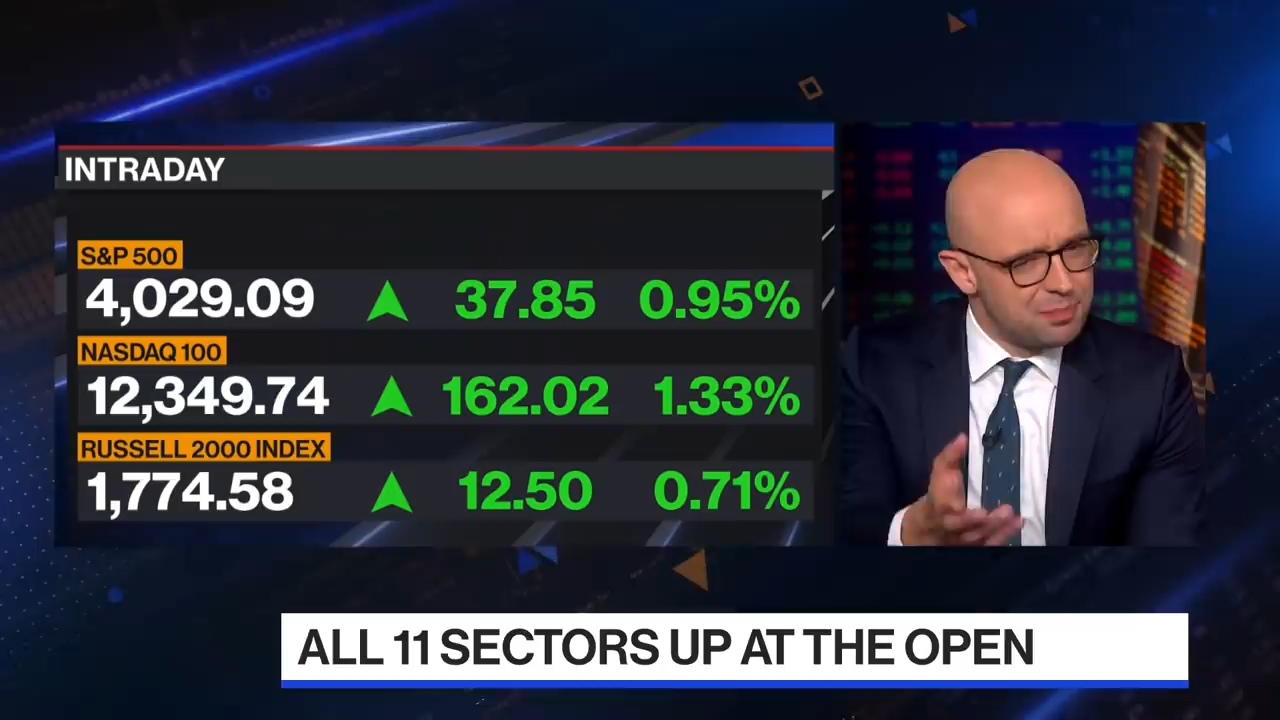 INTRADAY
S&P 500
4,029.09 ▲ 37.85 0.95%
NASDAQ 100
12,349.74 ▲ 162.02 1.33%
RUSSELL 2000 INDEX
1,774.58 ▲ 12.50 0.71%
ALL 11 SECTORS UP AT THE OPEN